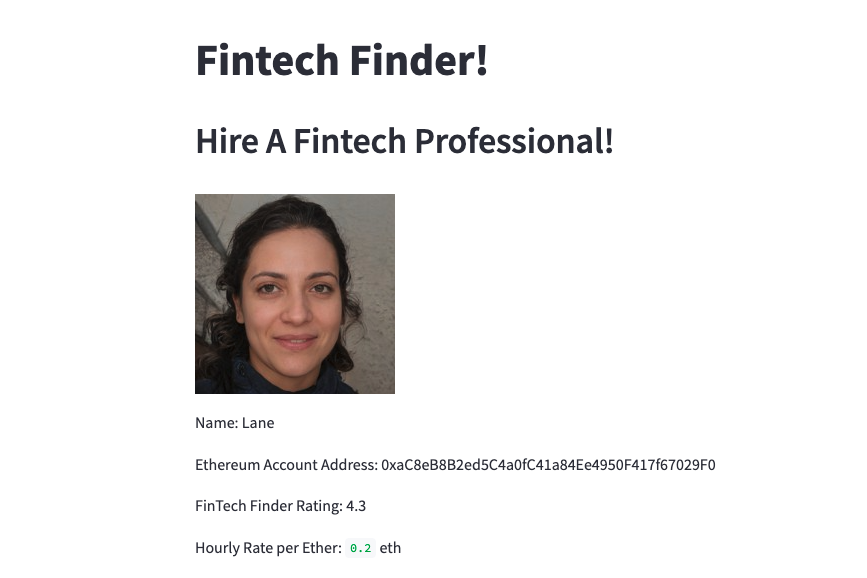 Fintech Finder!
Hire A Fintech Professional!
Name: Lane
Ethereum Account Address: 0xaC8eB8B2ed5C4a0fC41a84Ee4950F417f67029F0
FinTech Finder Rating: 4.3
Hourly Rate per Ether: 0.2 eth